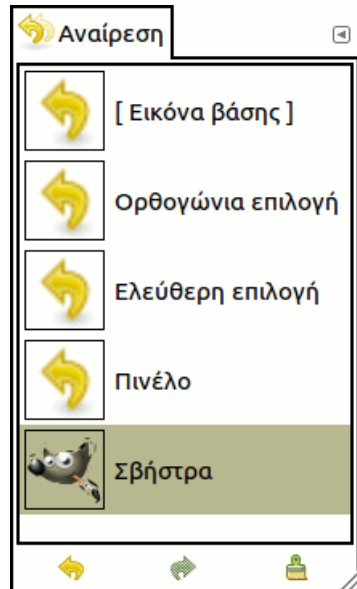 Αναίρεση
[ Εικόνα βάσης ]
Ορθογώνια επιλογή
Ελεύθερη επιλογή
Πινέλο
Σβήστρα